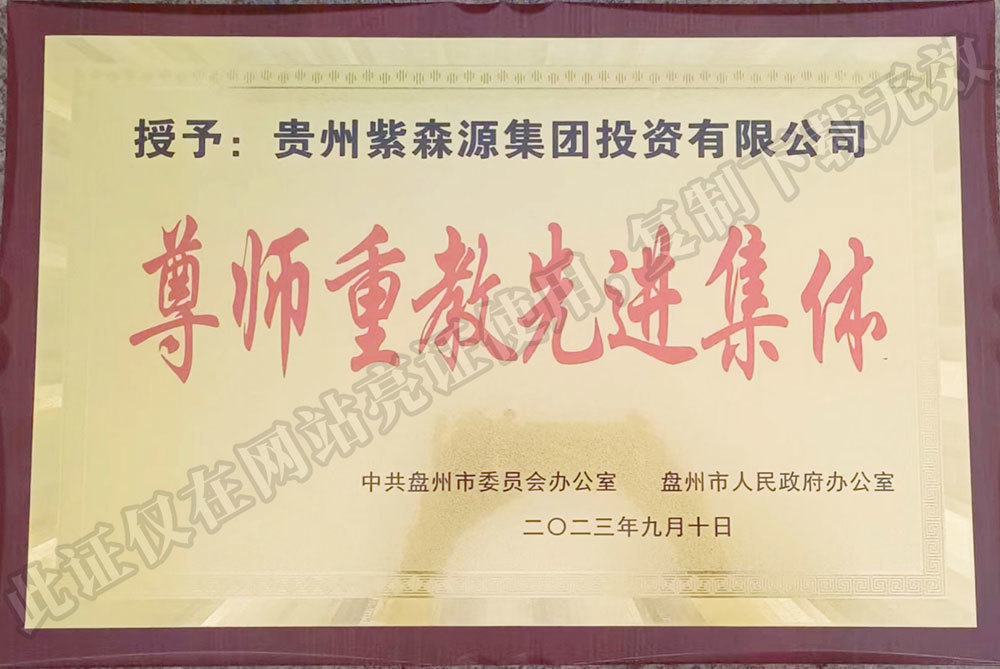 授予：贵州紫森源集团投资有限公司
尊师重教先进集体
中共盘州市委员会办公室 盘州市人民政府办公室
二〇二三年九月十日
此证仅在网站亮证使用，复制下载无效